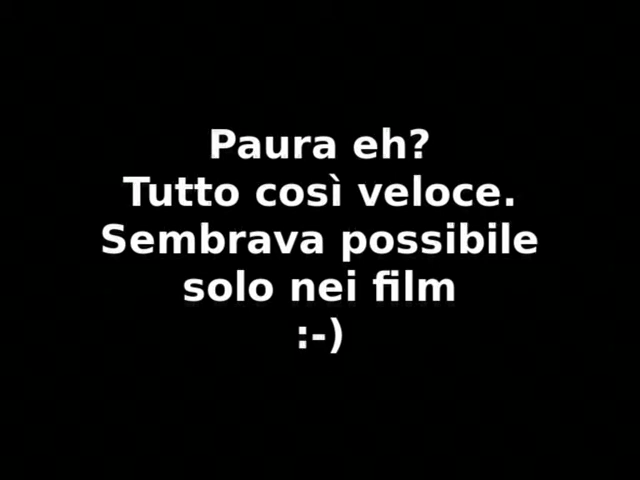 Paura eh?
Tutto così veloce.
Sembrava possibile
solo nei film
:-)